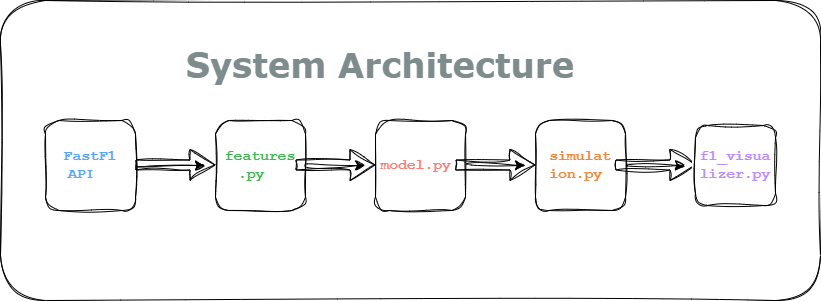 System Architecture
FastF1
API
features
.py
model.py
simulat
ion.py
f1_visua
lizer.py